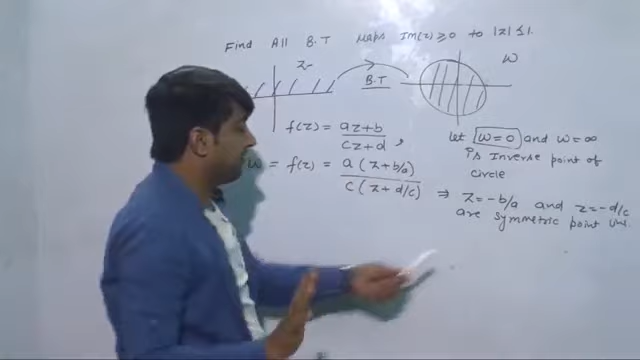 Find All B.T Maps Im(z) ≥ 0 to |z| ≤ 1.
z-
W
B.T
f(z) = az+b / cz+d ,
W = f(z) = a(z + b/a) / c(z + d/c)
Let W=0 and W=∞
Ps Inverse point of
circle
⇒ z = -b/a and z = -d/c
are symmetric point